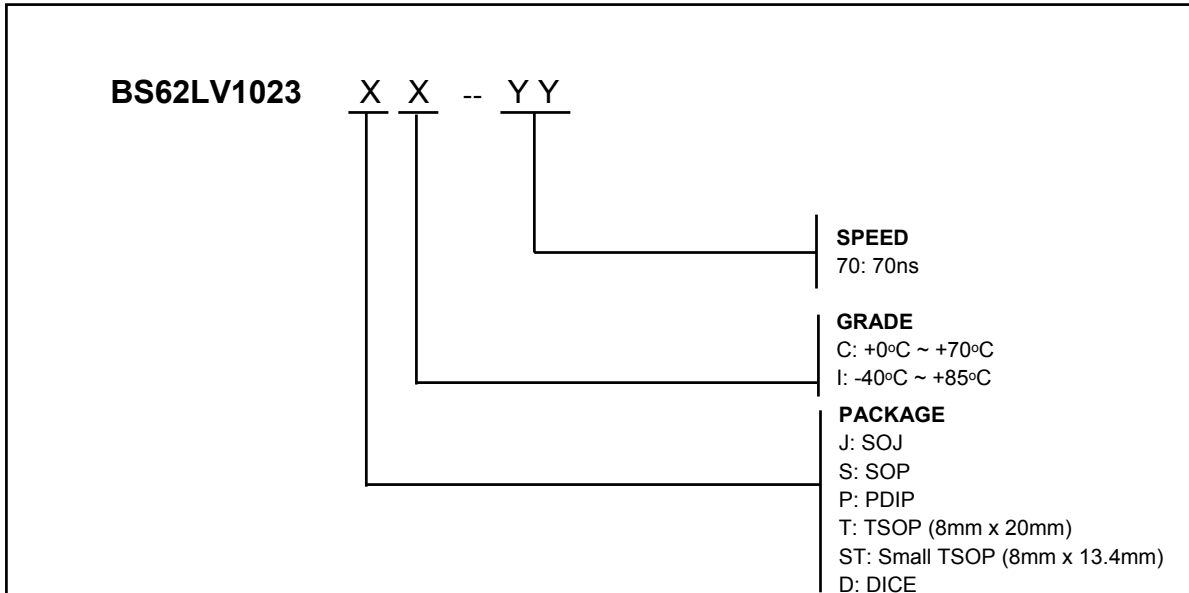 BS62LV1023 X X -- Y Y
SPEED
70: 70ns
GRADE
C: +0oC ~ +70oC
I: -40oC ~ +85oC
PACKAGE
J: SOJ
S: SOP
P: PDIP
T: TSOP (8mm x 20mm)
ST: Small TSOP (8mm x 13.4mm)
D: DICE